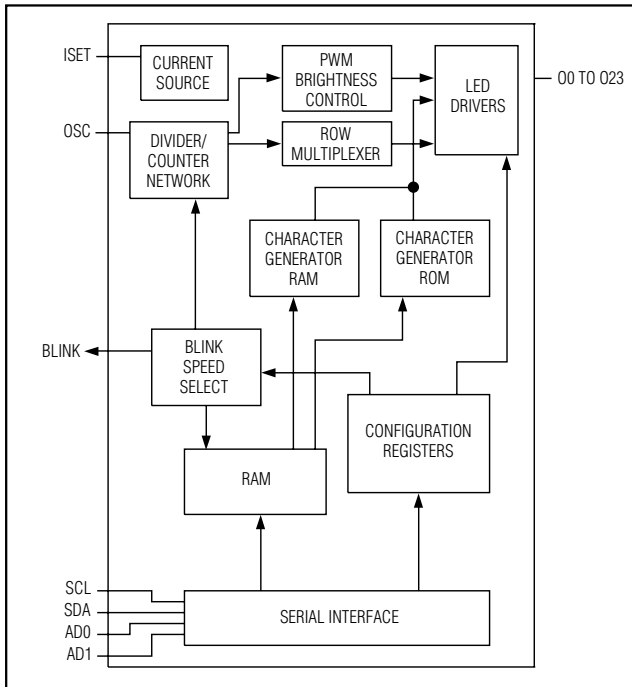 ISET
CURRENT
SOURCE
PWM
BRIGHTNESS
CONTROL
LED
DRIVERS
O0 TO O23
OSC
DIVIDER/
COUNTER
NETWORK
ROW
MULTIPLEXER
CHARACTER
GENERATOR
RAM
CHARACTER
GENERATOR
ROM
BLINK
BLINK
SPEED
SELECT
CONFIGURATION
REGISTERS
RAM
SCL
SDA
AD0
AD1
SERIAL INTERFACE